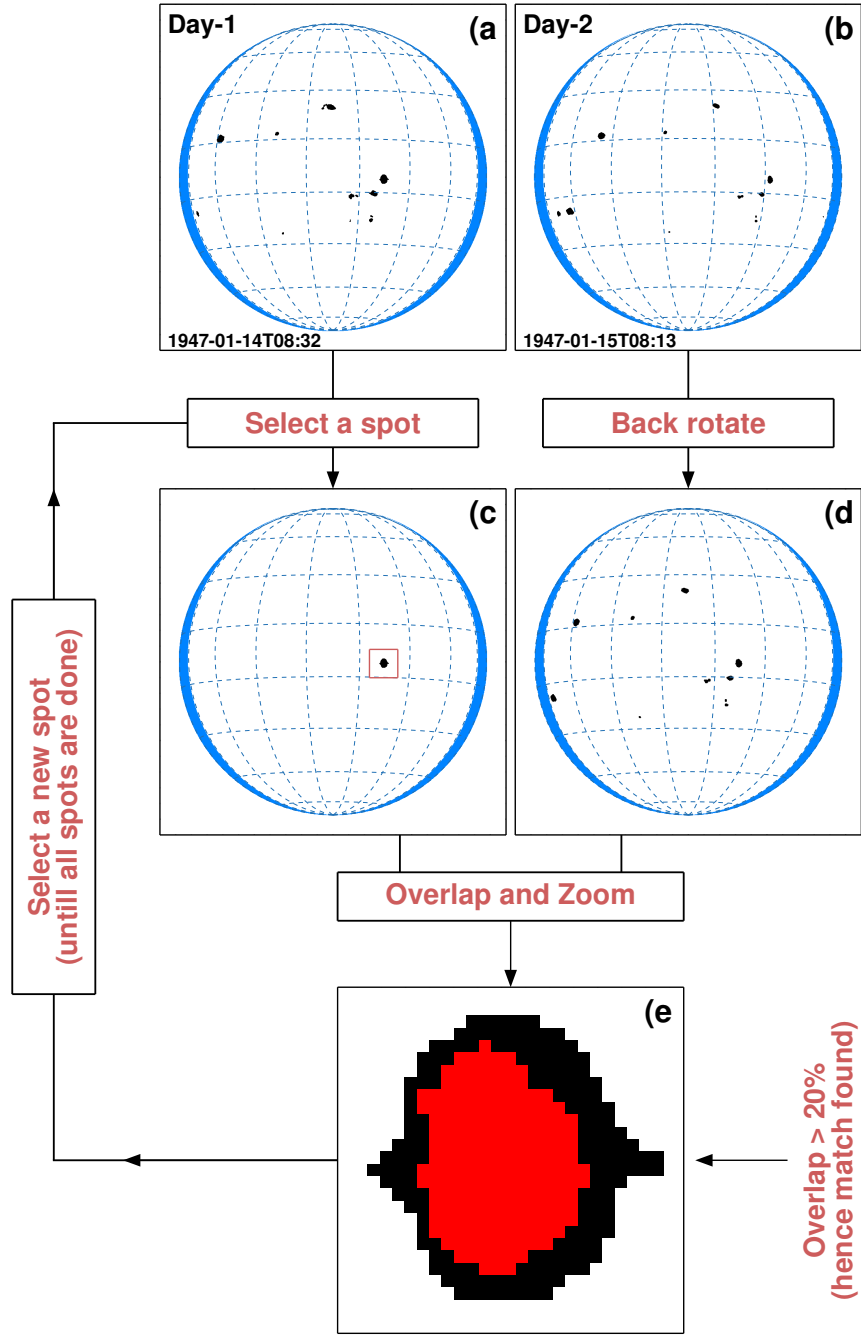 Day-1
(a
Day-2
(b
1947-01-14T08:32
1947-01-15T08:13
Select a spot
Back rotate
(c
(d
Select a new spot
(untill all spots are done)
Overlap and Zoom
(e
Overlap > 20%
(hence match found)